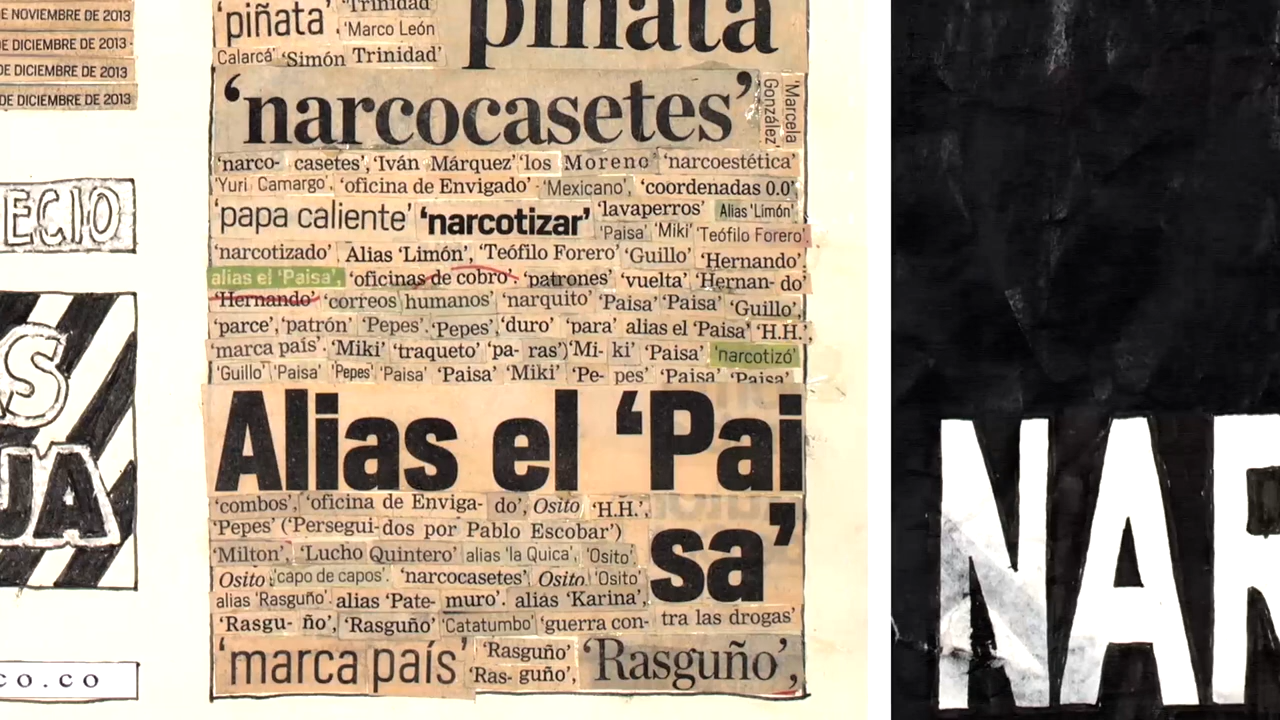 E NOVIEMBRE DE 2013
DE DICIEMBRE DE 2013-
DE DICIEMBRE DE 2013
DE DICIEMBRE DE 2013
ECIO
AS
JA
co.co
'piñata' 'Trinidad' piñata
'Marco León
Calarcá' 'Simón Trinidad'
'narcocasetes' 'Marcela González'
'narco- casetes', 'Iván Márquez' 'los Moreno' 'narcoestética'
'Yuri Camargo', 'oficina de Envigado' - 'Mexicano', 'coordenadas 0.0',
'papa caliente' 'narcotizar' 'lavaperros' Alias 'Limón',
'Paisa' 'Miki' 'Teófilo Forero'
'narcotizado' Alias 'Limón', 'Teófilo Forero' 'Guillo' 'Hernando'.
alias el 'Paisa', 'oficinas de cobro'. 'patrones' 'vuelta' 'Hernan- do'
'Hernando' 'correos humanos' 'narquito' 'Paisa' 'Paisa' 'Guillo'.
'parce', 'patrón' 'Pepes'. 'Pepes', 'duro' 'para' alias el 'Paisa' 'H.H.',
'marca país'. 'Miki' 'traqueto' 'pa- ras') 'Mi- ki' 'Paisa' 'narcotizó'
'Guillo' 'Paisa' 'Pepes' 'Paisa' 'Paisa' 'Miki' 'Pe- pes' 'Paisa' 'Paisa'
Alias el 'Pai
sa'
'combos', 'oficina de Enviga- do', Osito 'H.H.',
'Pepes' ('Persegui- dos por Pablo Escobar')
'Milton', 'Lucho Quintero' alias 'la Quica', 'Osito'
Osito 'capo de capos'. 'narcocasetes', Osito 'Osito'
alias 'Rasguño'. alias 'Pate- muro'. alias 'Karina',
'Rasgu- ño', 'Rasguño' 'Catatumbo' 'guerra con- tra las drogas'
'marca país' 'Rasguño' 'Rasguño',
'Ras- guño',
NAR